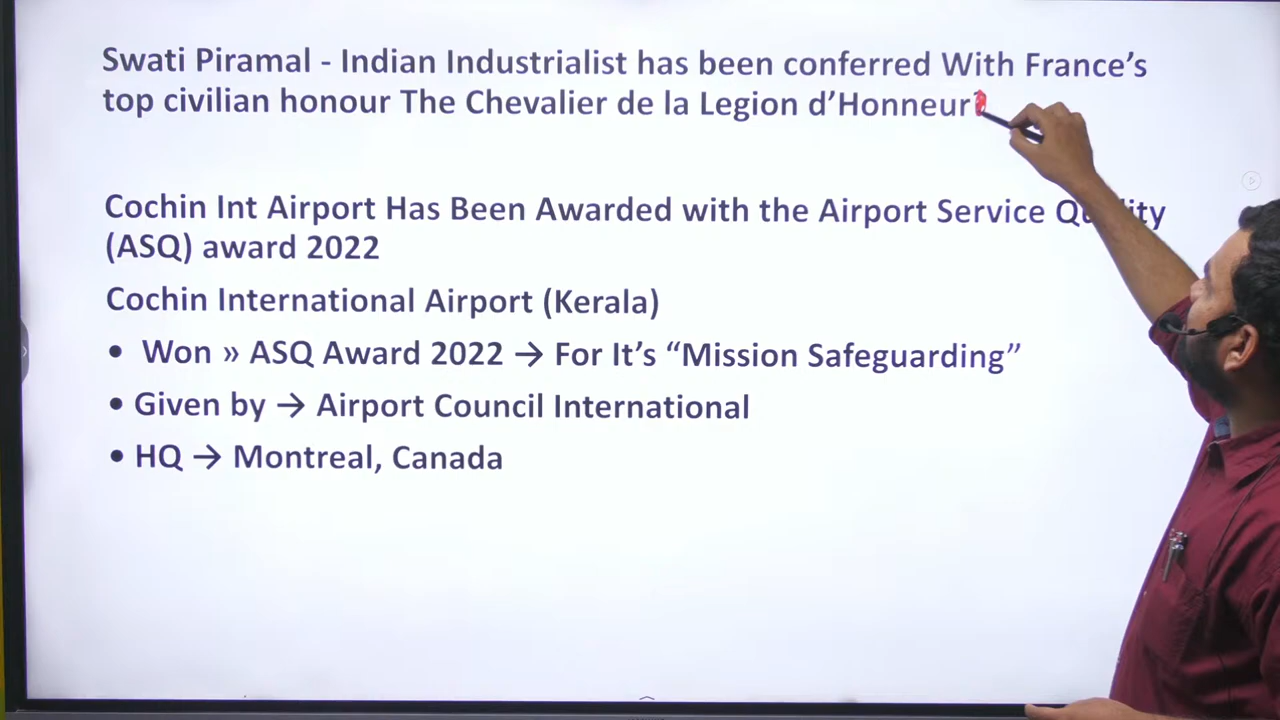 Swati Piramal - Indian Industrialist has been conferred With France's
top civilian honour The Chevalier de la Legion d'Honneur
Cochin Int Airport Has Been Awarded with the Airport Service Quality
(ASQ) award 2022
Cochin International Airport (Kerala)
• Won » ASQ Award 2022 → For It's “Mission Safeguarding”
• Given by → Airport Council International
• HQ → Montreal, Canada